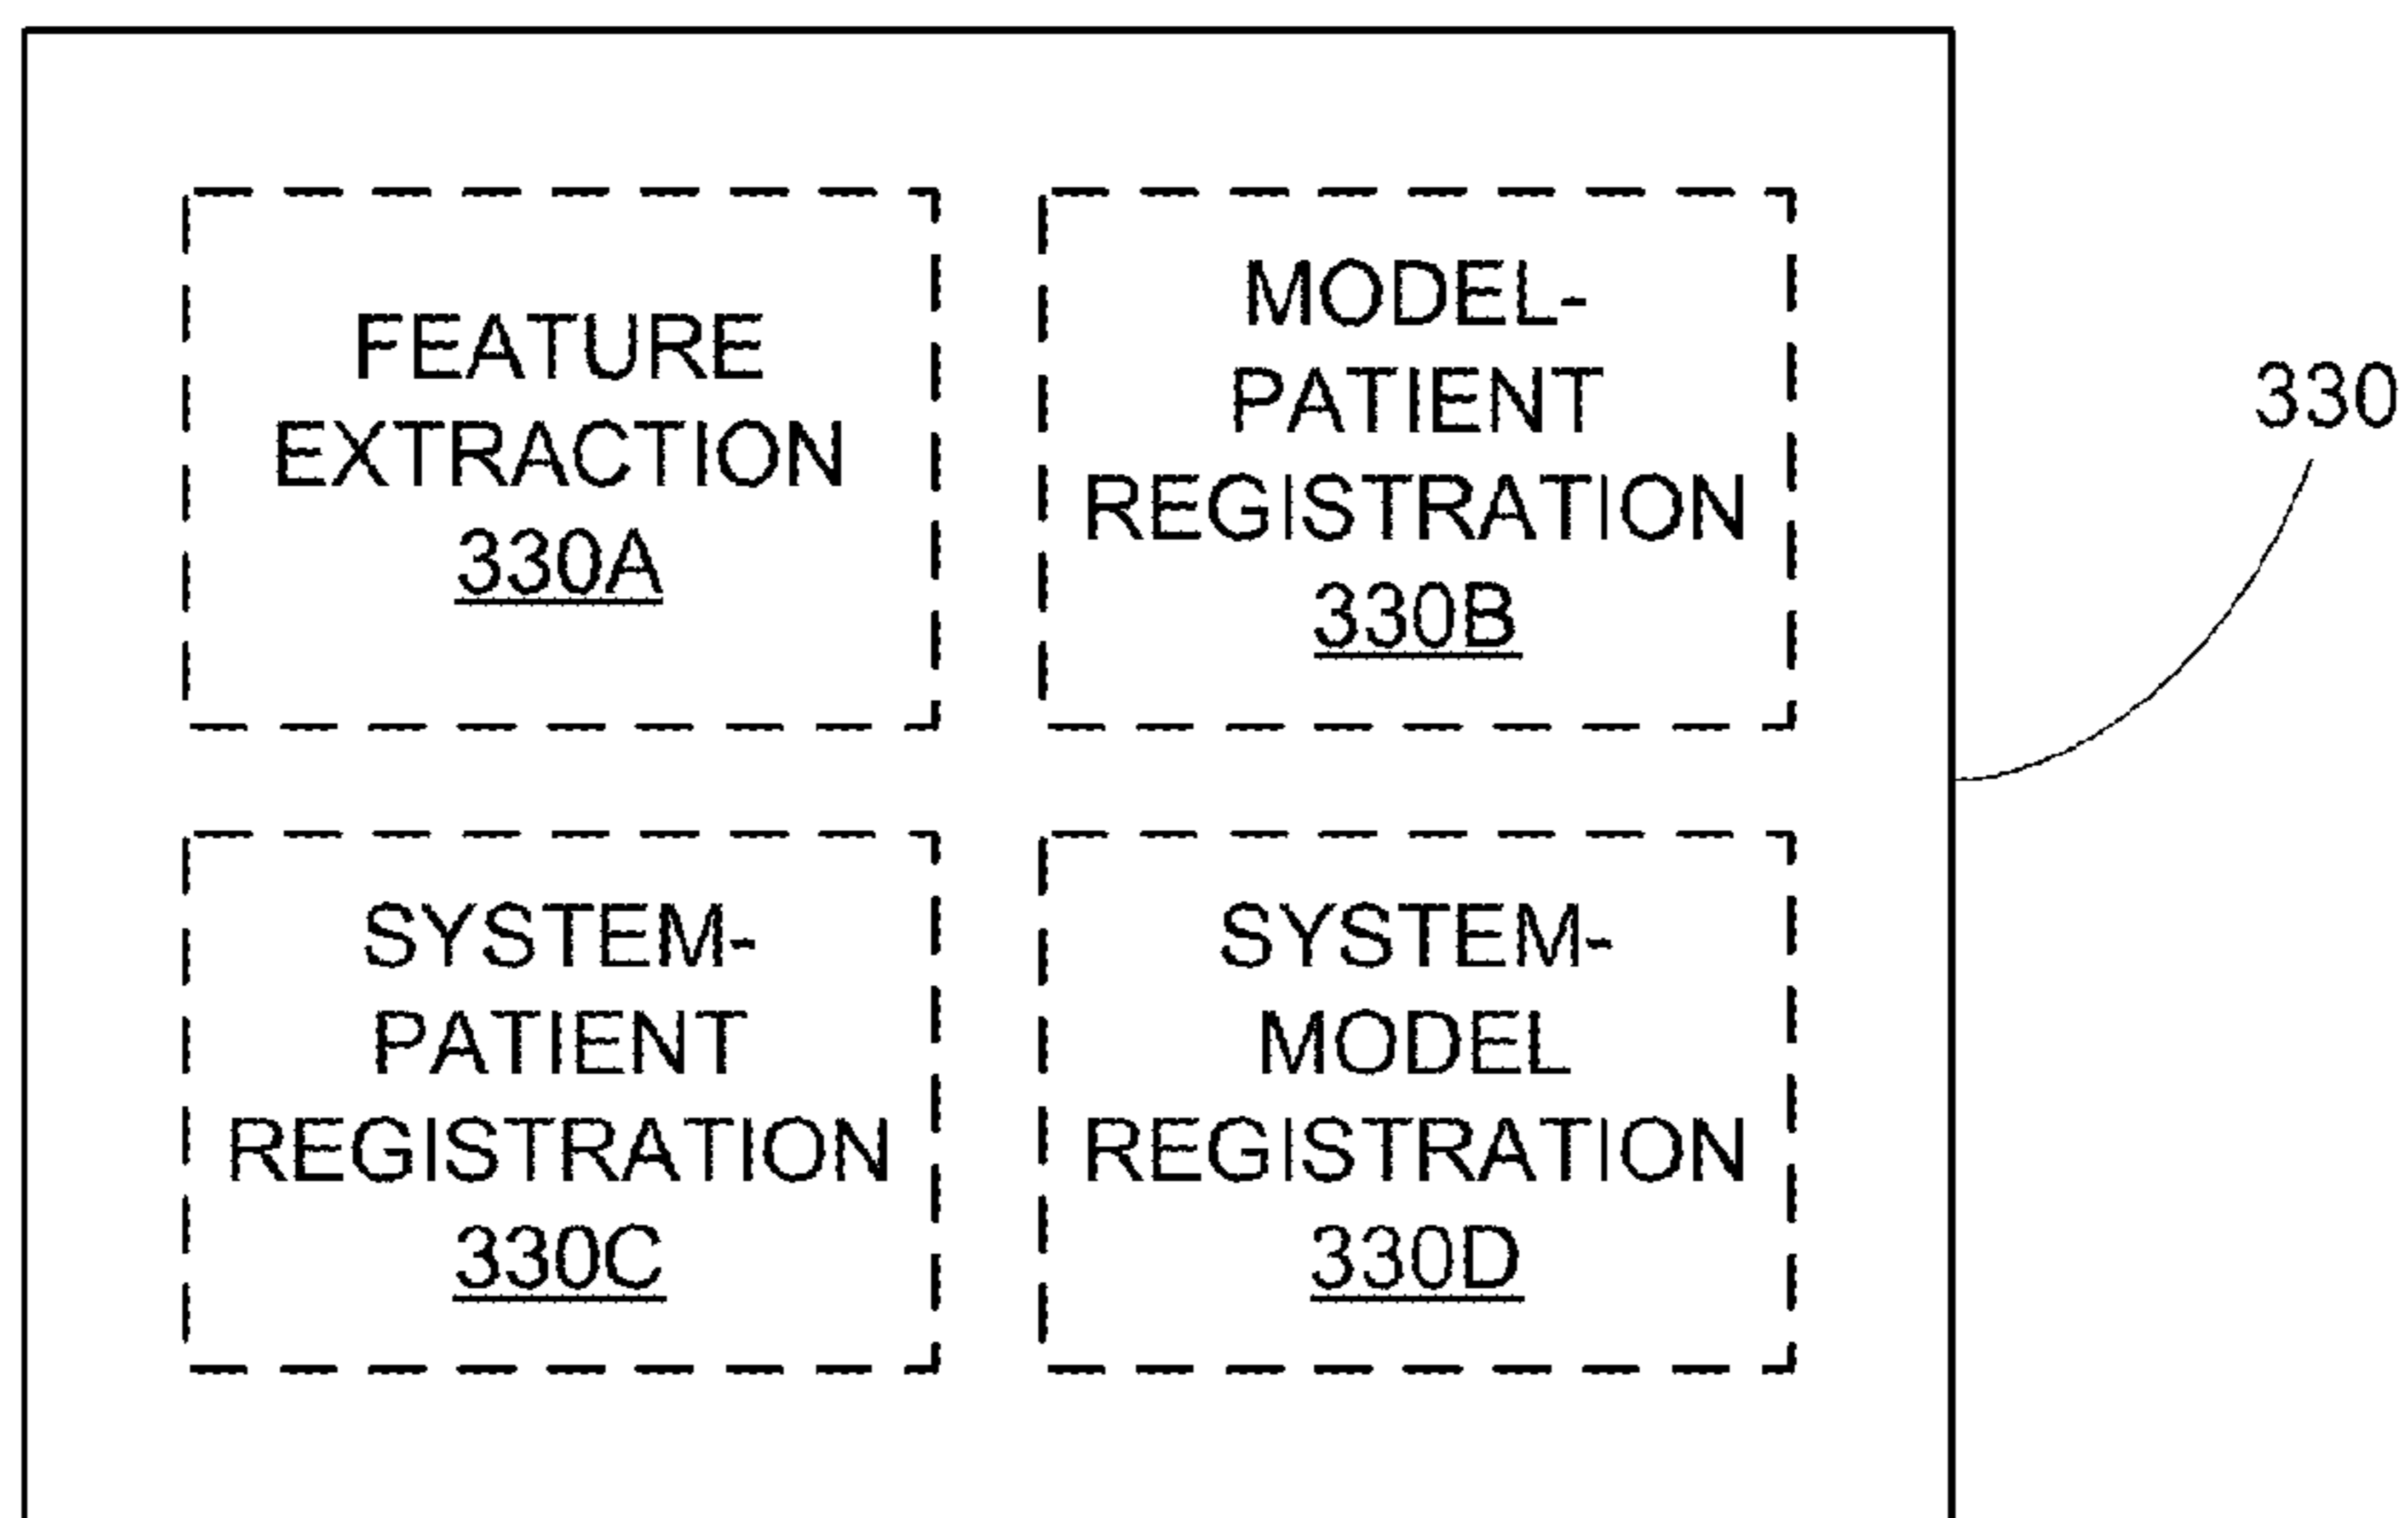 FEATURE
EXTRACTION
330A
MODEL-
PATIENT
REGISTRATION
330B
330
SYSTEM-
PATIENT
REGISTRATION
330C
SYSTEM-
MODEL
REGISTRATION
330D